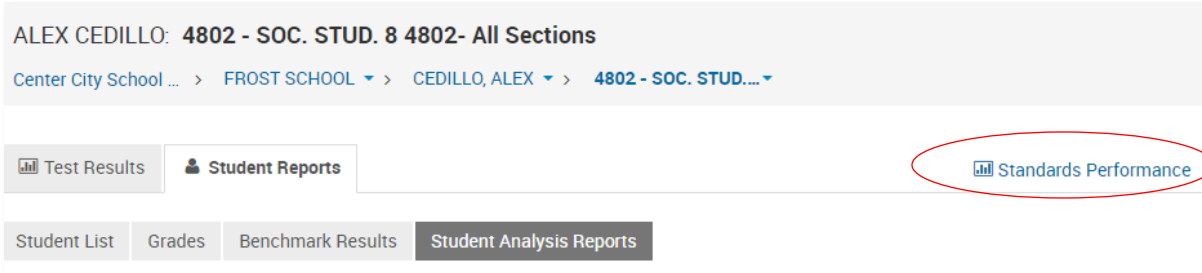 ALEX CEDILLO: 4802 - SOC. STUD. 8 4802- All Sections
Center City School ... > FROST SCHOOL > CEDILLO, ALEX > 4802 - SOC. STUD....
Test Results Student Reports Standards Performance
Student List Grades Benchmark Results Student Analysis Reports